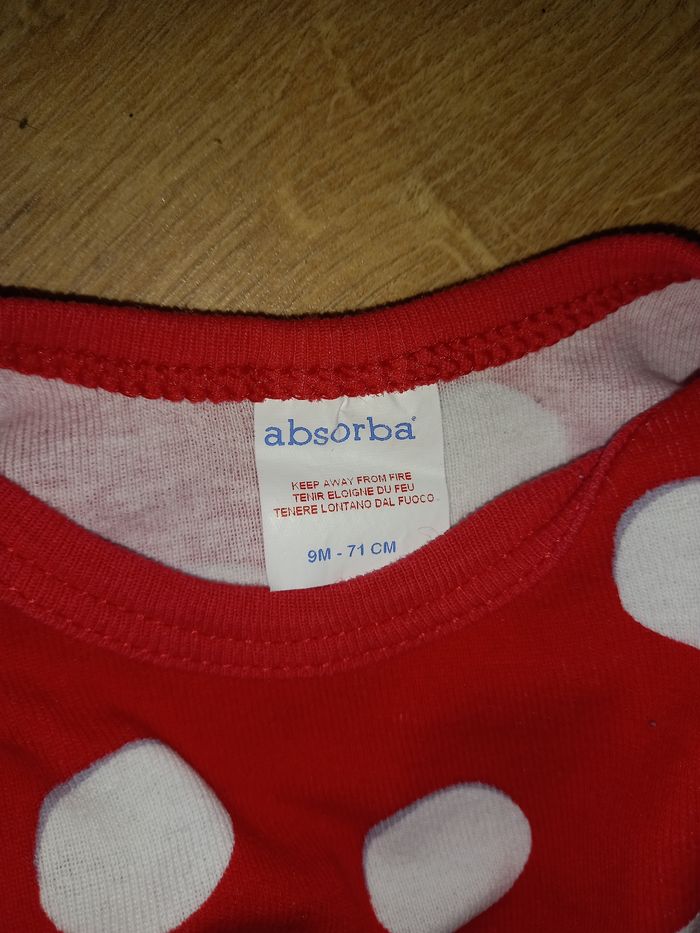 absorba
KEEP AWAY FROM FIRE
TENIR ELOIGNE DU FEU
TENERE LONTANO DAL FUOCO
9M - 71 CM